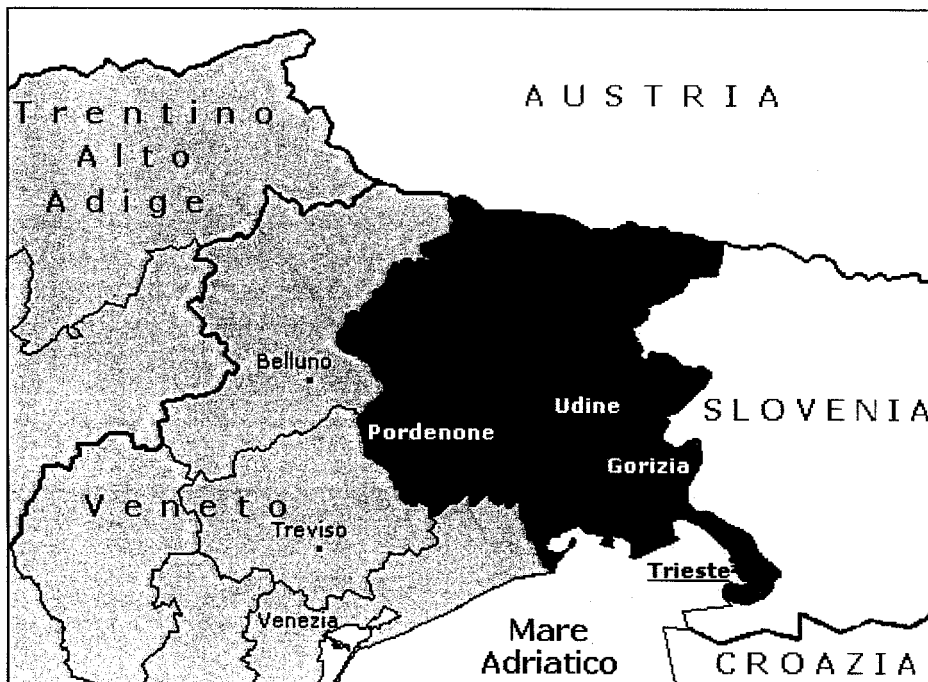 AUSTRIA
Trentino
Alto
Adige
Belluno
Udine
SLOVENIA
Pordenone
Gorizia
Veneto
Treviso
Trieste
Venezia
Mare
Adriatico
CROAZIA